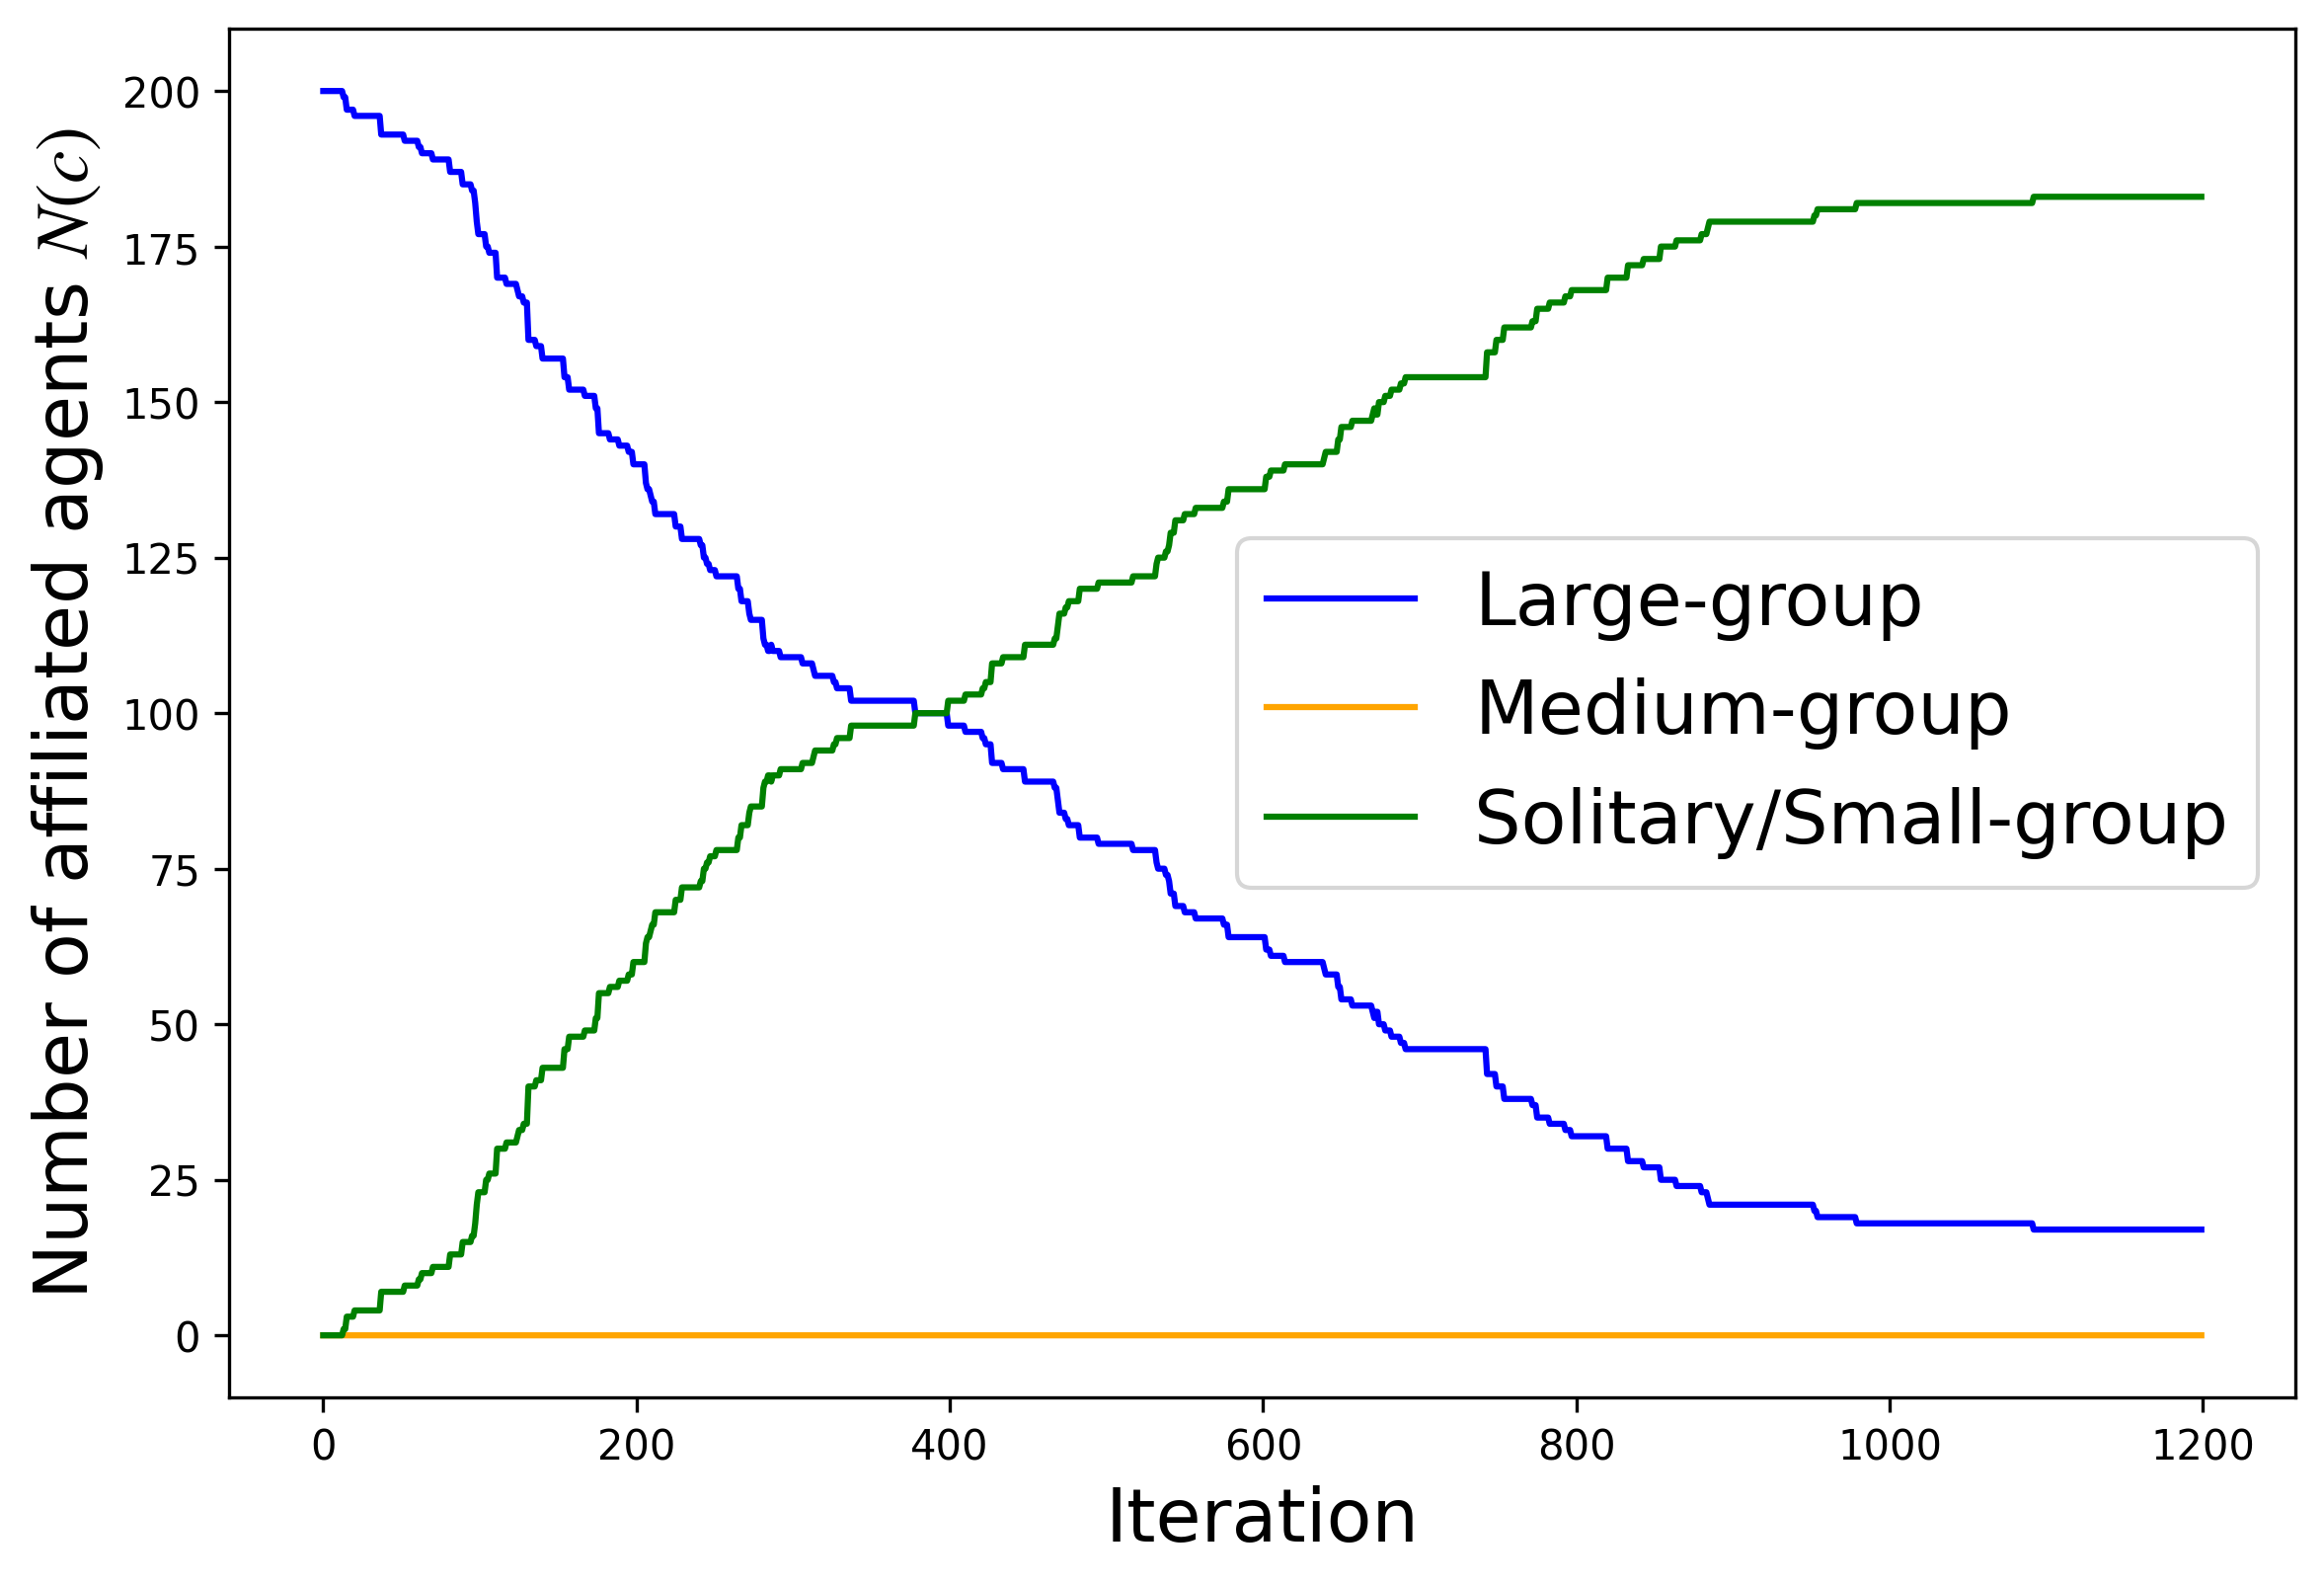 Number of affiliated agents N(c)
200
175
150
125
100
75
50
25
0
Large-group
Medium-group
Solitary/Small-group
0 200 400 600 800 1000 1200
Iteration